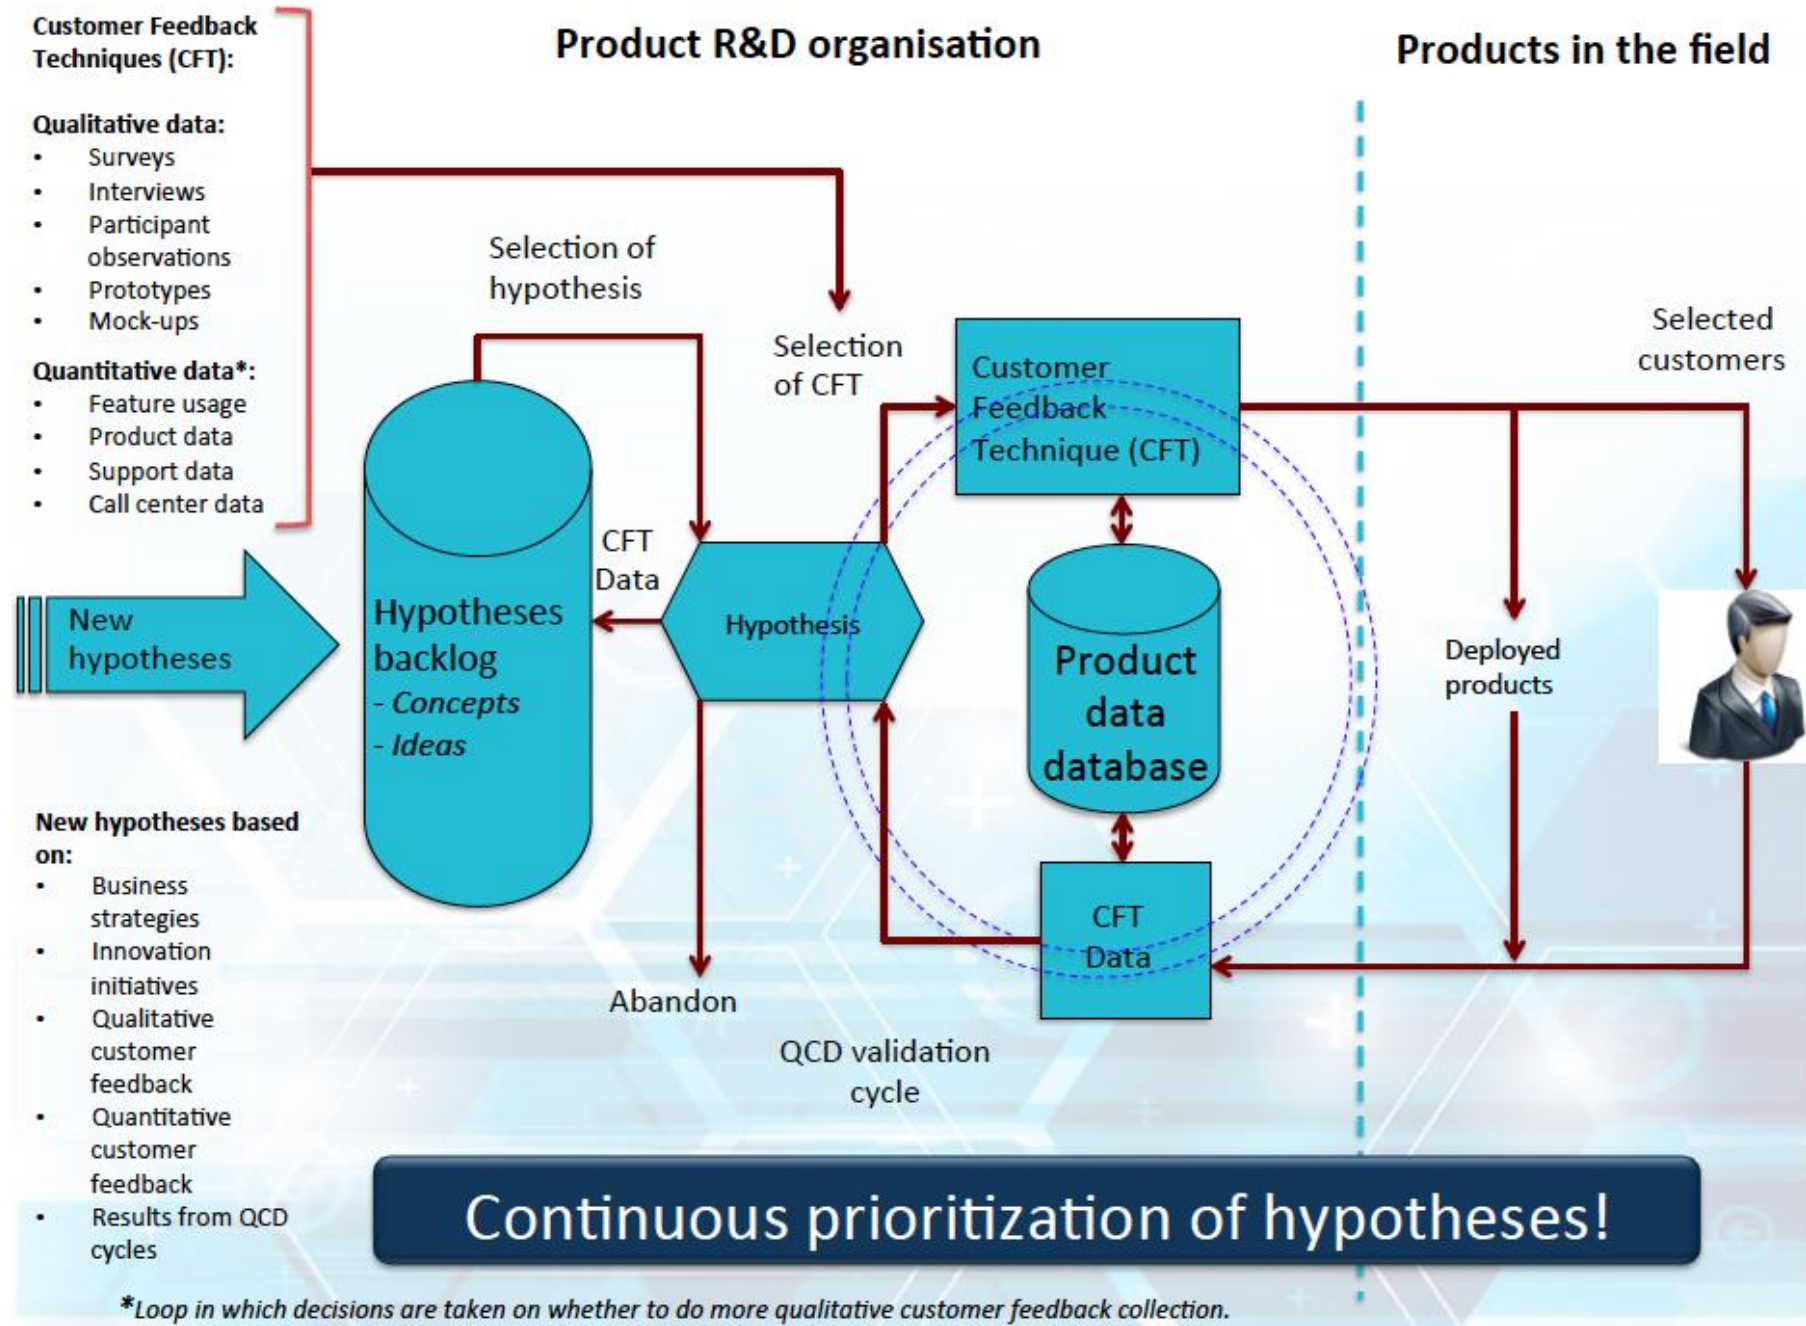 Customer Feedback
Techniques (CFT):
Qualitative data:
• Surveys
• Interviews
• Participant
observations
• Prototypes
• Mock-ups
Quantitative data*:
• Feature usage
• Product data
• Support data
• Call center data
New
hypotheses
New hypotheses based
on:
• Business
strategies
• Innovation
initiatives
• Qualitative
customer
feedback
• Quantitative
customer
feedback
• Results from QCD
cycles
Product R&D organisation
Products in the field
Selection of
hypothesis
Selection
of CFT
Customer
Feedback
Technique (CFT)
Selected
customers
CFT
Data
Hypotheses
backlog
- Concepts
- Ideas
Hypothesis
Product
data
database
Deployed
products
CFT
Data
Abandon
QCD validation
cycle
Continuous prioritization of hypotheses!
*Loop in which decisions are taken on whether to do more qualitative customer feedback collection.